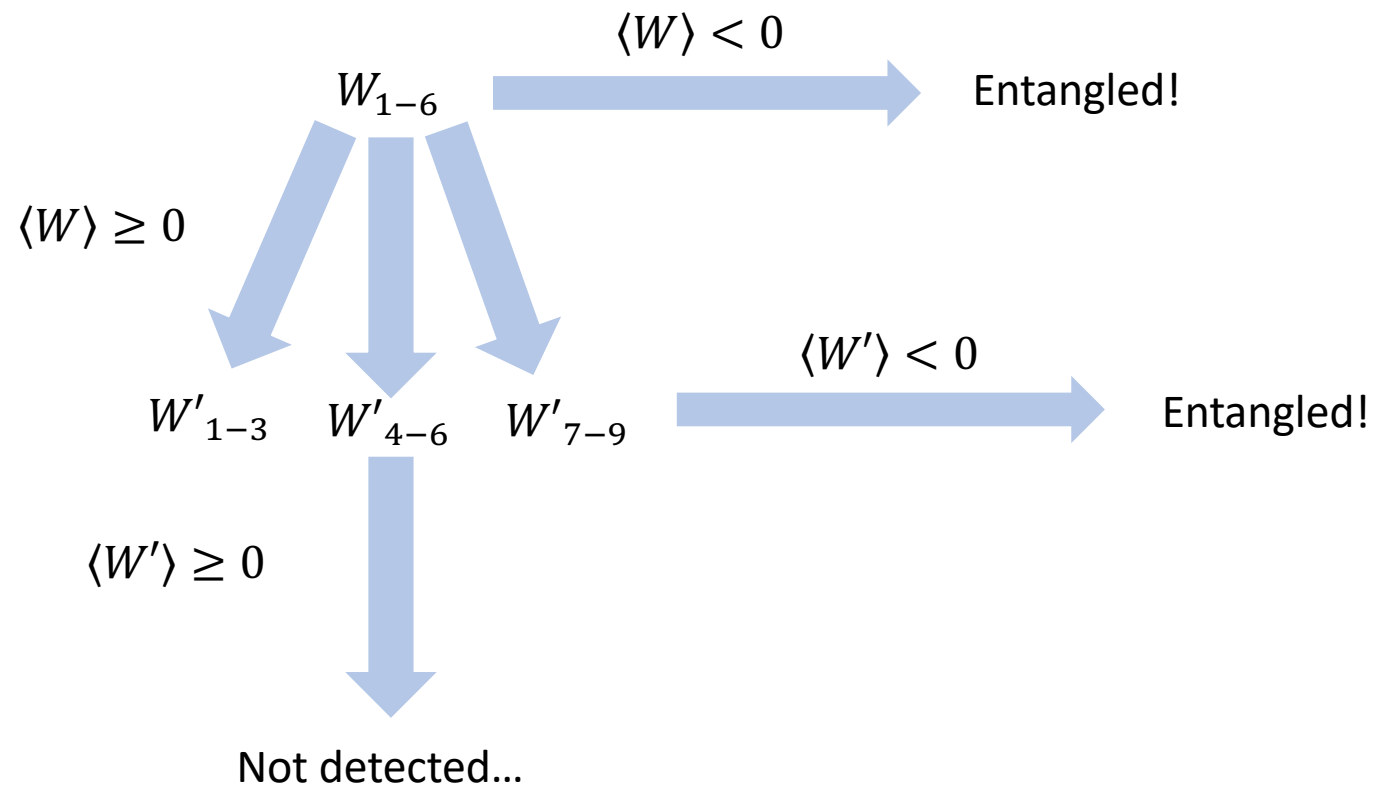 ⟨W⟩ < 0
W₁₋₆
Entangled!
⟨W⟩ ≥ 0
⟨W′⟩ < 0
W′₁₋₃ W′₄₋₆ W′₇₋₉
Entangled!
⟨W′⟩ ≥ 0
Not detected…